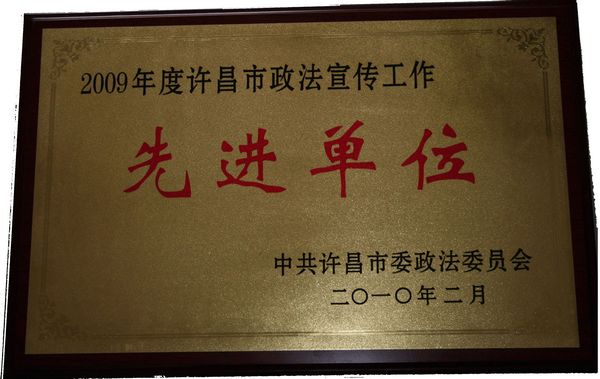 2009年度许昌市政法宣传工作
先进单位
中共许昌市委政法委员会
二〇一〇年二月